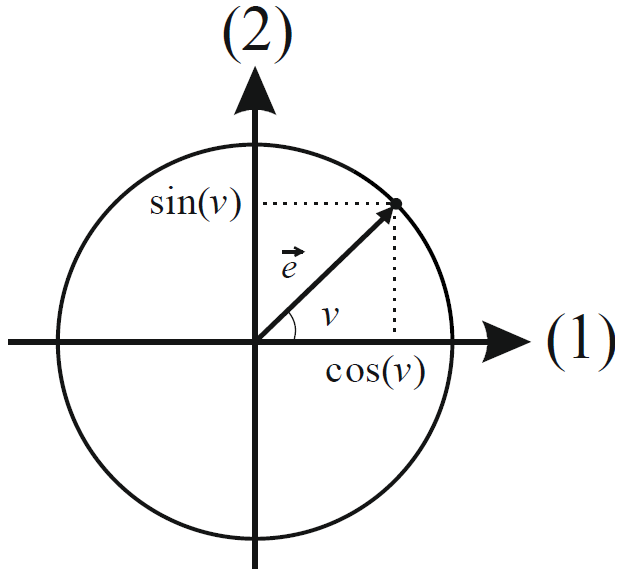 (2)
sin(v)
e⃗
v
(1)
cos(v)